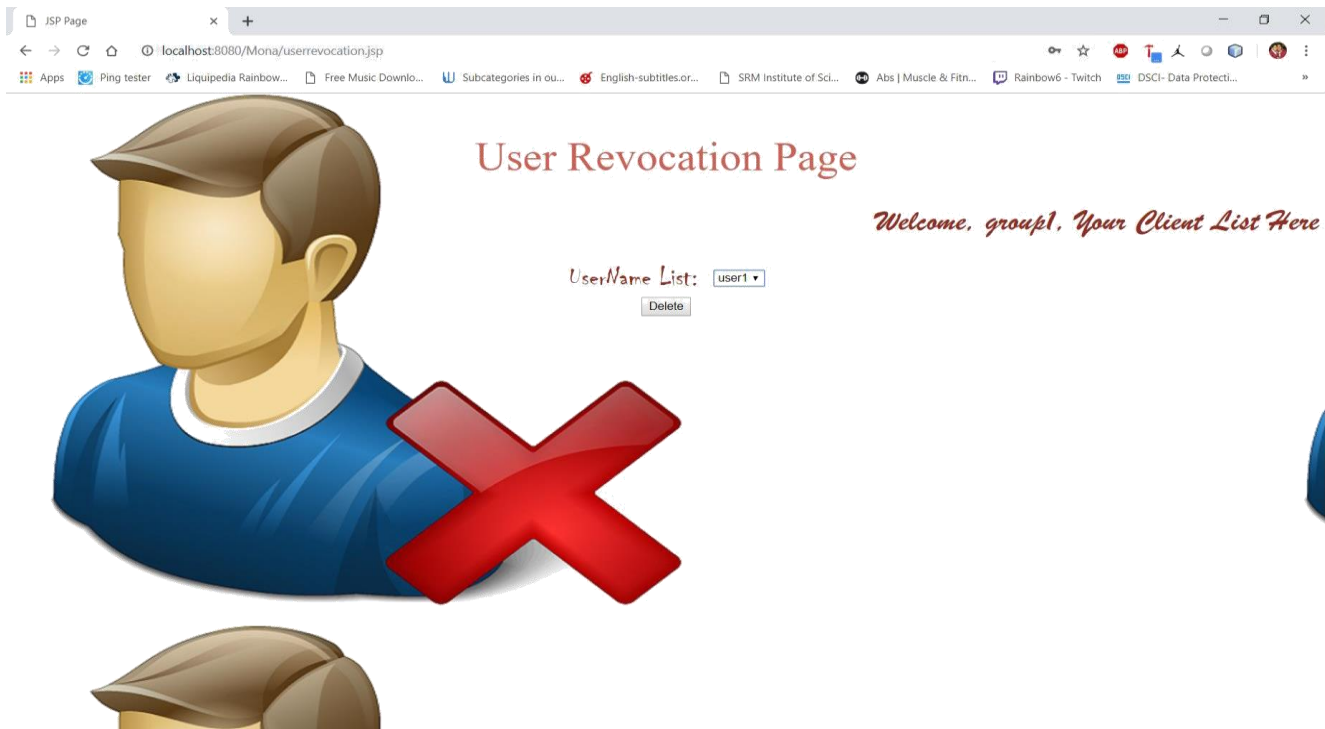 JSP Page
localhost:8080/Mona/userrevocation.jsp
ABP
Apps Ping tester Liquipedia Rainbow... Free Music Downlo... Subcategories in ou... English-subtitles.or... SRM Institute of Sci... Abs | Muscle & Fitn... Rainbow6 - Twitch DSCI DSCI- Data Protecti... »
User Revocation Page
Welcome, group1, Your Client List Here
UserName List: user1
Delete